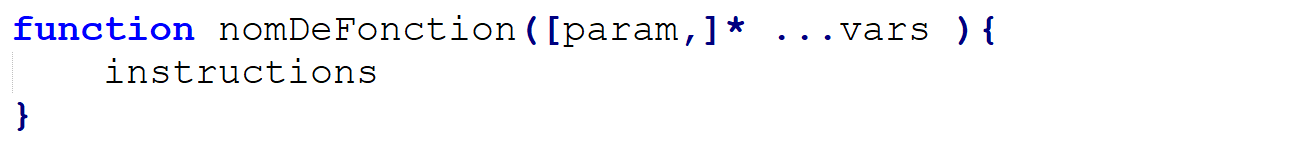 function nomDeFonction([param,]* ...vars ){
    instructions
}